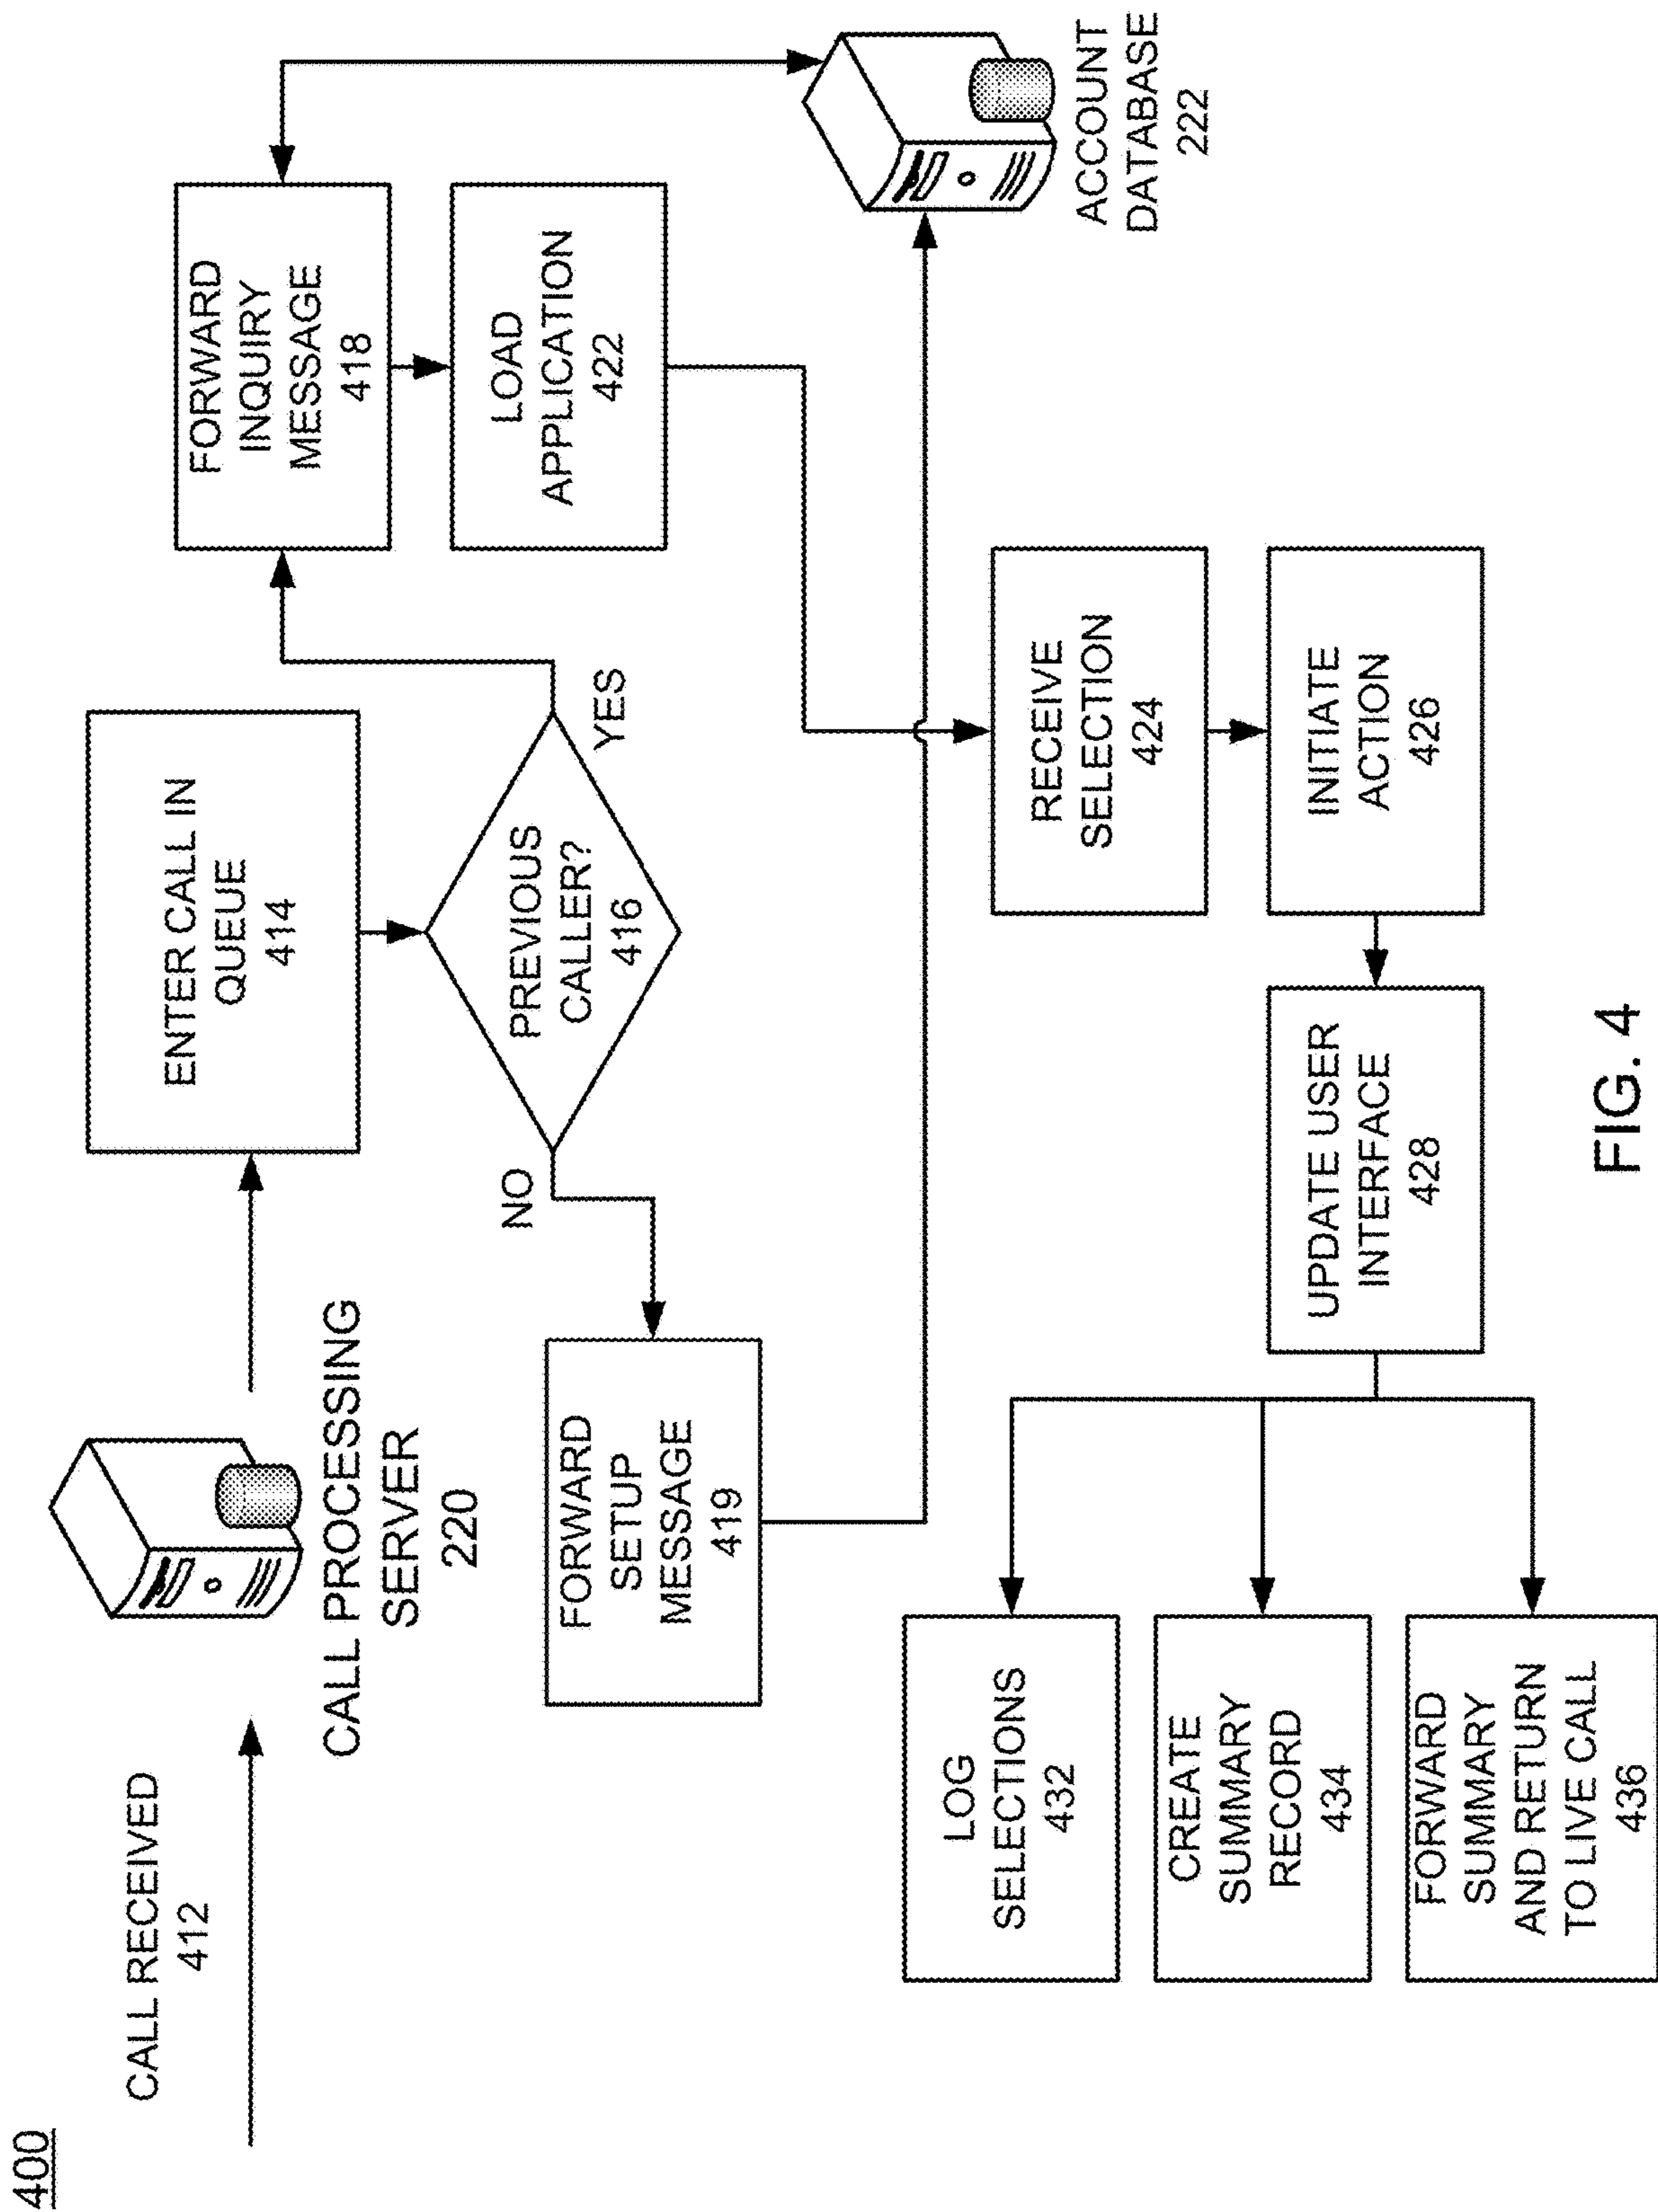 400
CALL RECEIVED
412
CALL PROCESSING
SERVER
220
ENTER CALL IN
QUEUE
414
PREVIOUS
CALLER?
416
NO
YES
FORWARD
INQUIRY
MESSAGE
418
LOAD
APPLICATION
422
FORWARD
SETUP
MESSAGE
419
ACCOUNT
DATABASE
222
RECEIVE
SELECTION
424
INITIATE
ACTION
426
UPDATE USER
INTERFACE
428
LOG
SELECTIONS
432
CREATE
SUMMARY
RECORD
434
FORWARD
SUMMARY
AND RETURN
TO LIVE CALL
436
FIG. 4